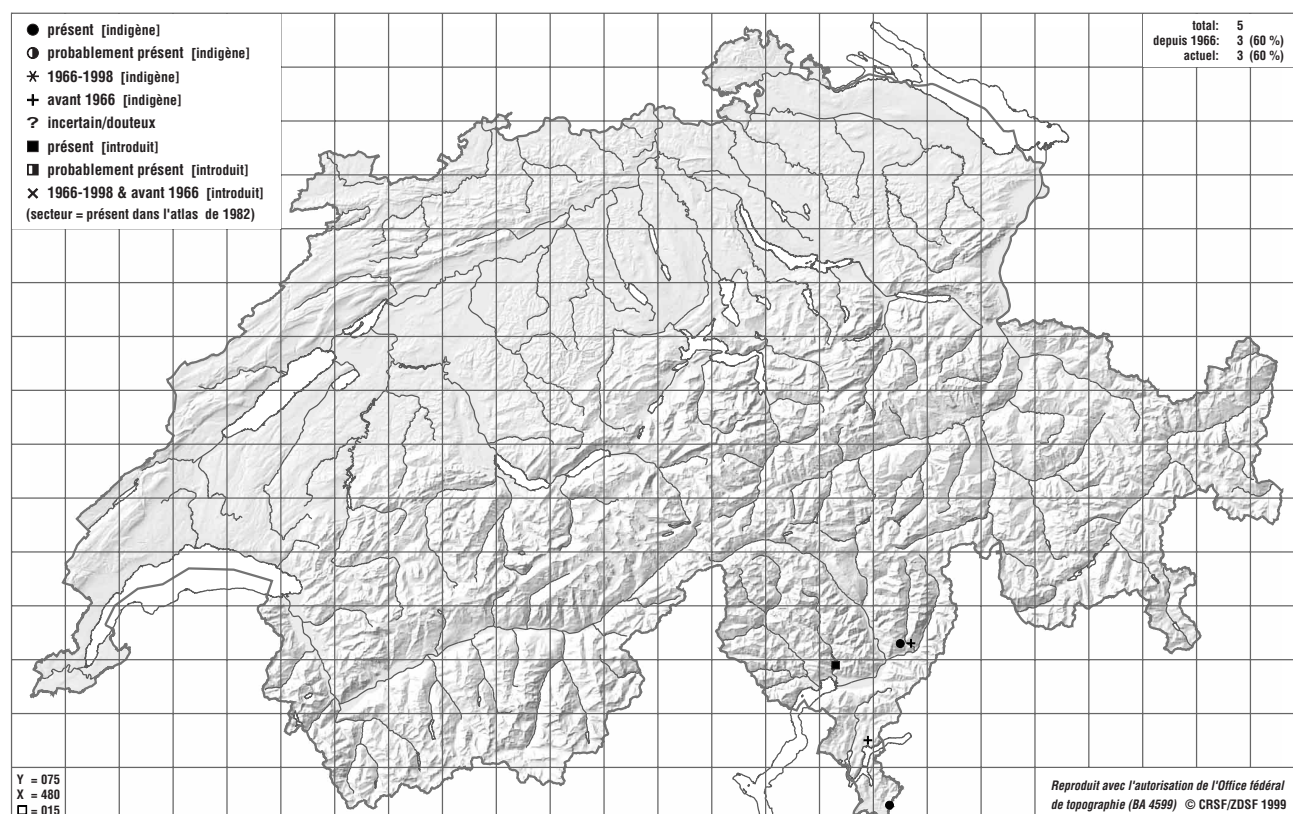 présent [indigène]
probablement présent [indigène]
1966-1998 [indigène]
avant 1966 [indigène]
? incertain/douteux
présent [introduit]
probablement présent [introduit]
1966-1998 & avant 1966 [introduit]
(secteur = présent dans l'atlas de 1982)
total: 5
depuis 1966: 3 (60 %)
actuel: 3 (60 %)
Y = 075
X = 480
= 015
Reproduit avec l'autorisation de l'Office fédéral
de topographie (BA 4599) © CRSF/ZDSF 1999